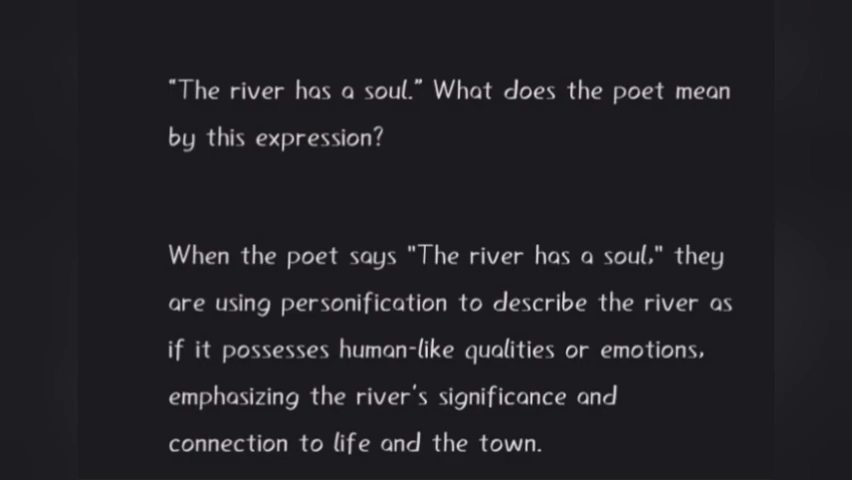 "The river has a soul." What does the poet mean
by this expression?
When the poet says "The river has a soul," they
are using personification to describe the river as
if it possesses human-like qualities or emotions,
emphasizing the river's significance and
connection to life and the town.